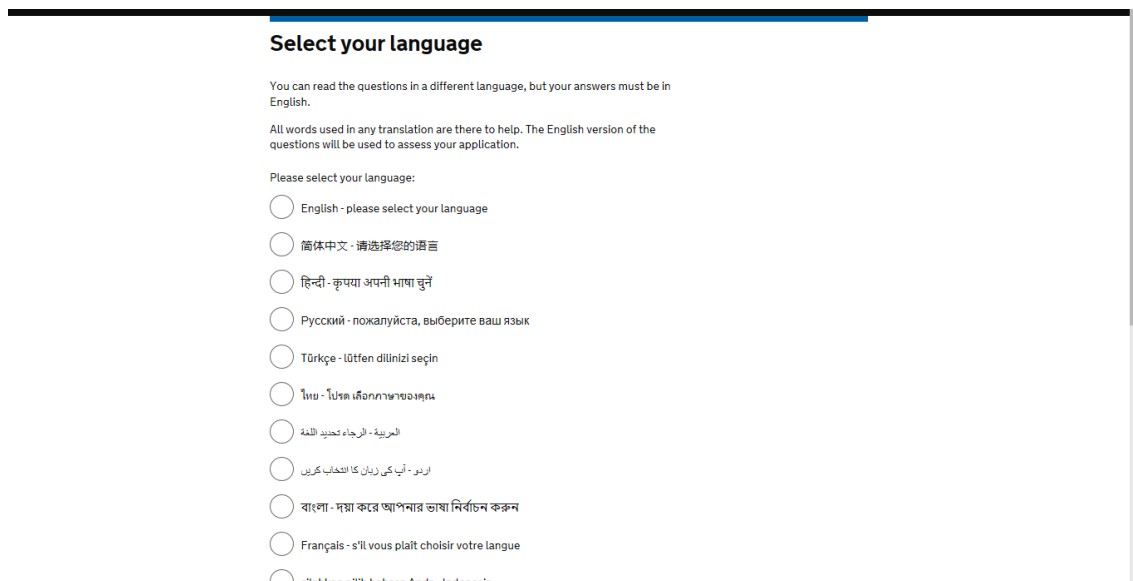 Select your language
You can read the questions in a different language, but your answers must be in
English.
All words used in any translation are there to help. The English version of the
questions will be used to assess your application.
Please select your language:
English - please select your language
简体中文 - 请选择您的语言
हिन्दी - कृपया अपनी भाषा चुनें
Русский - пожалуйста, выберите ваш язык
Türkçe - lütfen dilinizi seçin
ไทย - โปรด เลือกภาษาของคุณ
العربية - الرجاء تحديد اللغة
اردو - آپ کی زبان کا انتخاب کریں
বাংলা - দয়া করে আপনার ভাষা নির্বাচন করুন
Français - s'il vous plaît choisir votre langue